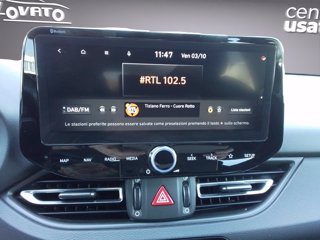 LOVATO
cen
usat
11:47 Ven 03/10
#RTL 102.5
DAB/FM Tiziano Ferro - Cuore Rotto Lista stazioni
Le stazioni preferite possono essere salvate come preselezioni premendo il tasto ★ sullo schermo.
MAP NAV RADIO MEDIA SEEK TRACK ☆ SETUP